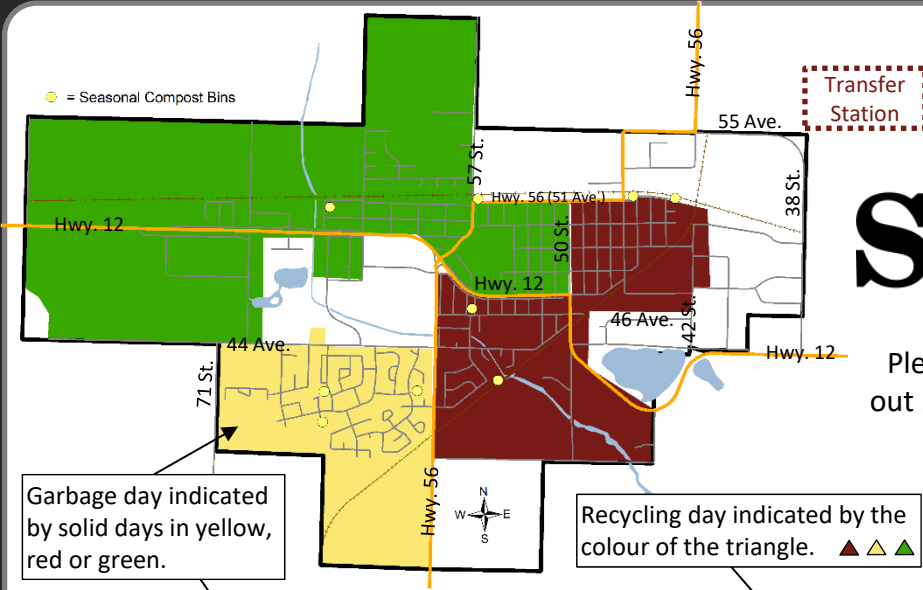 Hwy. 56
Transfer
Station
= Seasonal Compost Bins
55 Ave.
57 St.
38 St.
Hwy. 56 (51 Ave.)
S
Hwy. 12
50 St.
Hwy. 12
46 Ave.
42 St.
44 Ave.
Hwy. 12
Ple
out
71 St.
Garbage day indicated
by solid days in yellow,
red or green.
Hwy. 56
N
W E
S
Recycling day indicated by the
colour of the triangle.